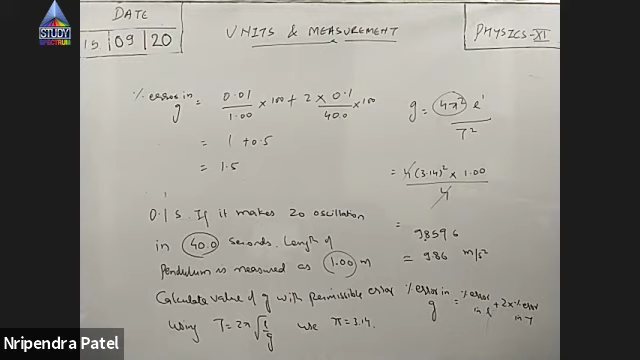 STUDY
SPECTRUM
DATE
15 09 20
UNITS & MEASUREMENT
PHYSICS-XI
% error in g = 0.01/1.00 × 100 + 2 × 0.1/40.0 × 100
= 1 + 0.5
= 1.5
g = 4π² l / T²
= 4(3.14)² × 1.00 / 4
= 9.8596
= 9.86 m/s²
0.1 s. If it makes 20 oscillation
in 40.0 seconds. Length of
pendulum is measured as 1.00 m
Calculate value of g with permissible error
using T = 2π√l/g use π = 3.14.
% error in g = % error in l + 2 × % error in T
Nripendra Patel